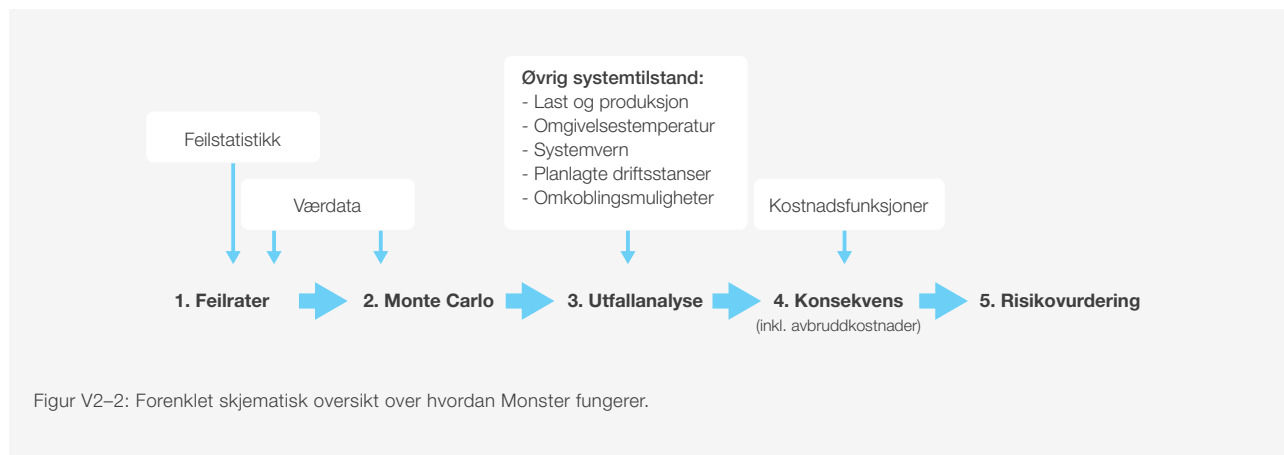 Øvrig systemtilstand:
- Last og produksjon
- Omgivelsestemperatur
- Systemvern
- Planlagte driftsstanser
- Omkoblingsmuligheter
Feilstatistikk
Værdata
Kostnadsfunksjoner
1. Feilrater
2. Monte Carlo
3. Utfallanalyse
4. Konsekvens
(inkl. avbruddkostnader)
5. Risikovurdering
Figur V2–2: Forenklet skjematisk oversikt over hvordan Monster fungerer.